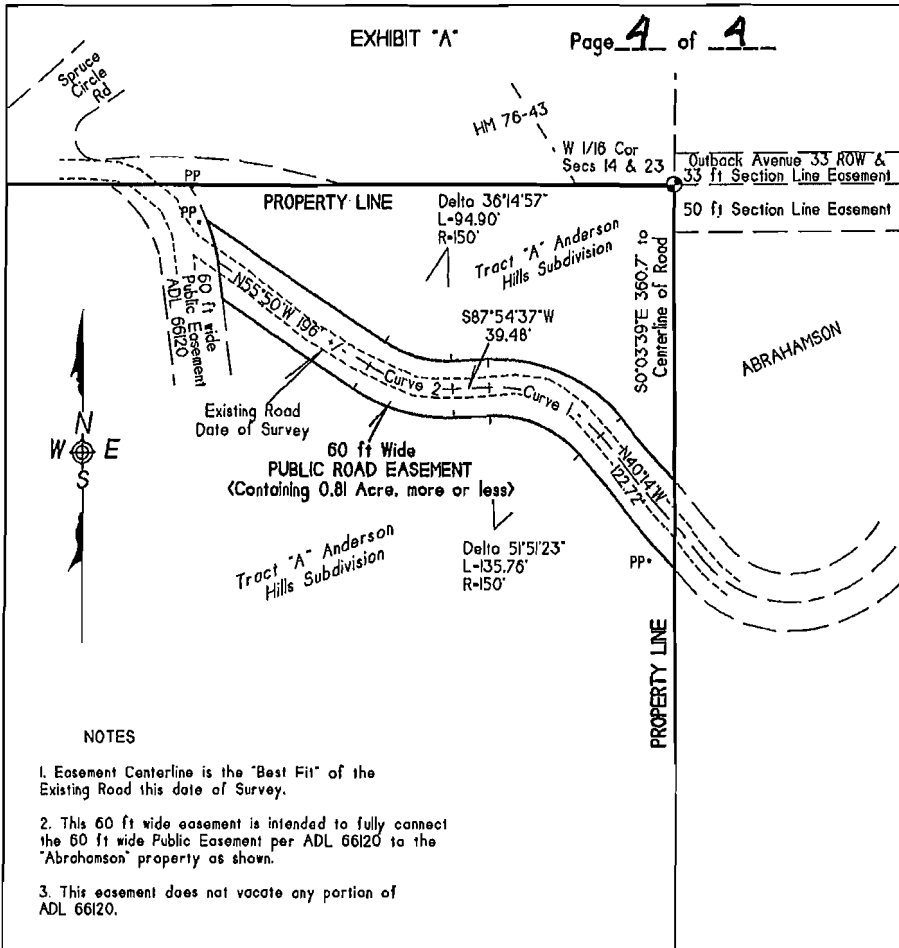 EXHIBIT "A"
Page 4 of 4
Spruce
Circle
Rd
HM 76-43
W 1/16 Cor
Secs 14 & 23
Outback Avenue 33 ROW &
33 ft Section Line Easement
50 ft Section Line Easement
PP
PROPERTY LINE
PP
Delta 36°14'57"
L=94.90'
R=150'
Tract "A" Anderson
Hills Subdivision
S0°03'39"E 360.7' to
Centerline of Road
ABRAHAMSON
60 ft wide
Public Easement
ADL 66120
N55°50'W 196' +/-
S87°54'37"W
39.48'
Curve 2
Curve 1
N40°14'W
122.72'
Existing Road
Date of Survey
60 ft Wide
PUBLIC ROAD EASEMENT
<Containing 0.81 Acre, more or less>
N
W E
S
Tract "A" Anderson
Hills Subdivision
Delta 51°51'23"
L=135.76'
R=150'
PP
PROPERTY LINE
NOTES
1. Easement Centerline is the "Best Fit" of the
Existing Road this date of Survey.
2. This 60 ft wide easement is intended to fully connect
the 60 ft wide Public Easement per ADL 66120 to the
"Abrahamson" property as shown.
3. This easement does not vacate any portion of
ADL 66120.